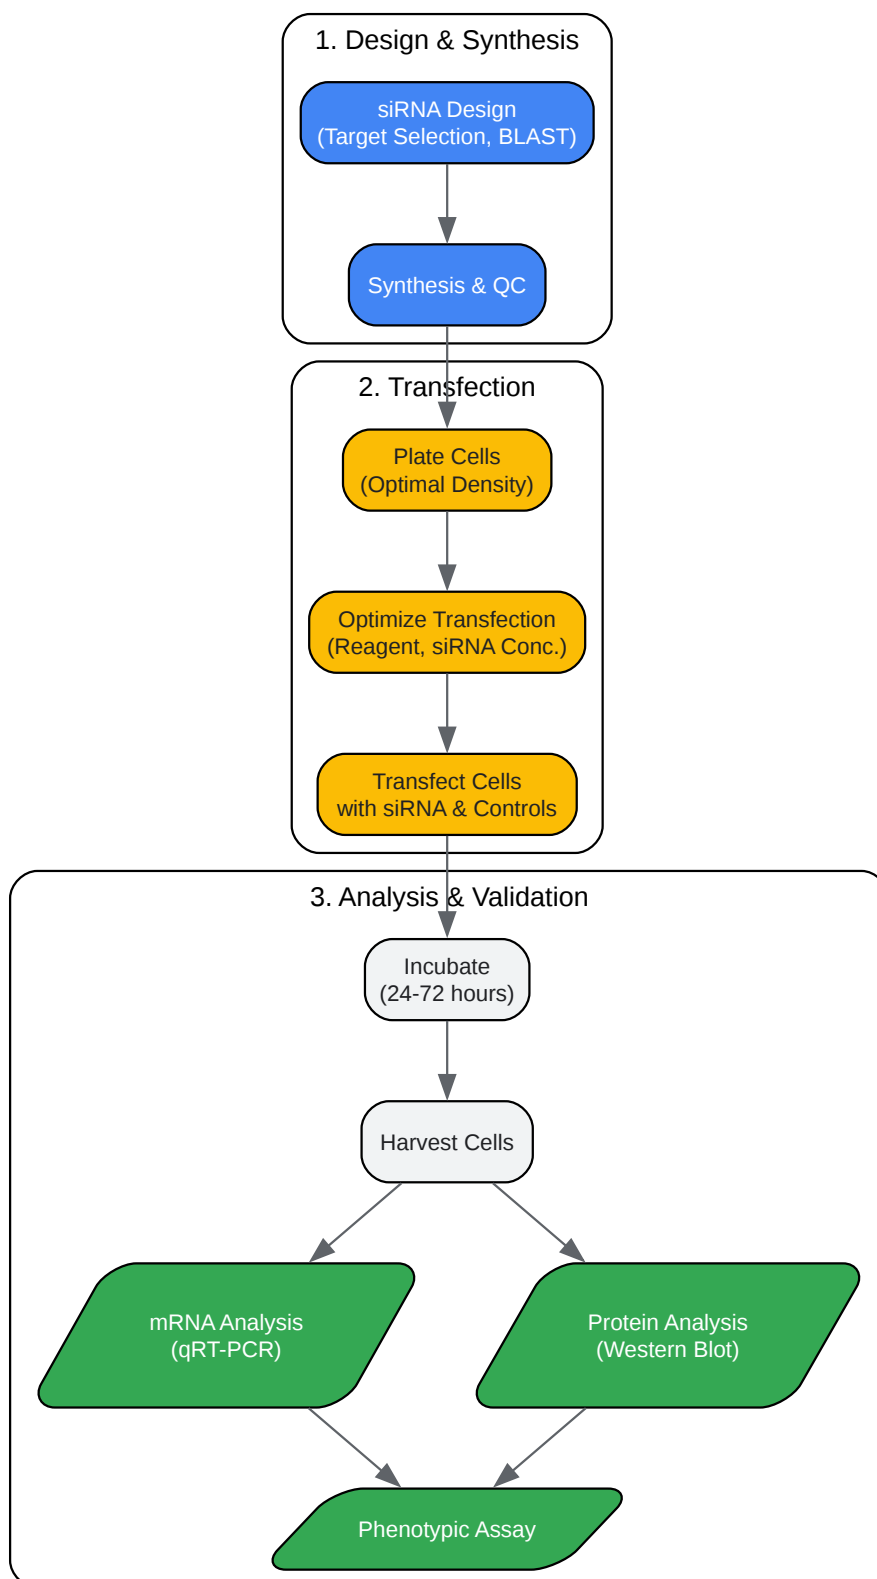 1. Design & Synthesis
siRNA Design
(Target Selection, BLAST)
Synthesis & QC
2. Transfection
Plate Cells
(Optimal Density)
Optimize Transfection
(Reagent, siRNA Conc.)
Transfect Cells
with siRNA & Controls
3. Analysis & Validation
Incubate
(24-72 hours)
Harvest Cells
mRNA Analysis
(qRT-PCR)
Protein Analysis
(Western Blot)
Phenotypic Assay